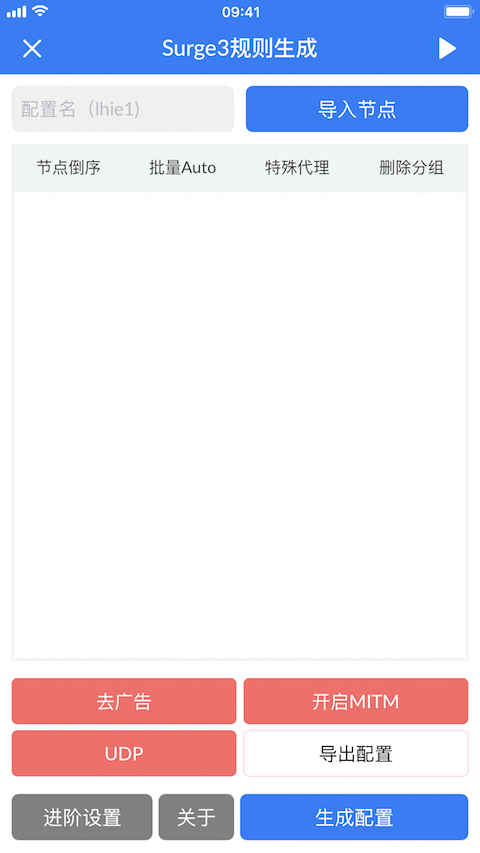 09:41
Surge3规则生成
配置名（lhie1) 导入节点
节点倒序 批量Auto 特殊代理 删除分组
去广告 开启MITM
UDP 导出配置
进阶设置 关于 生成配置